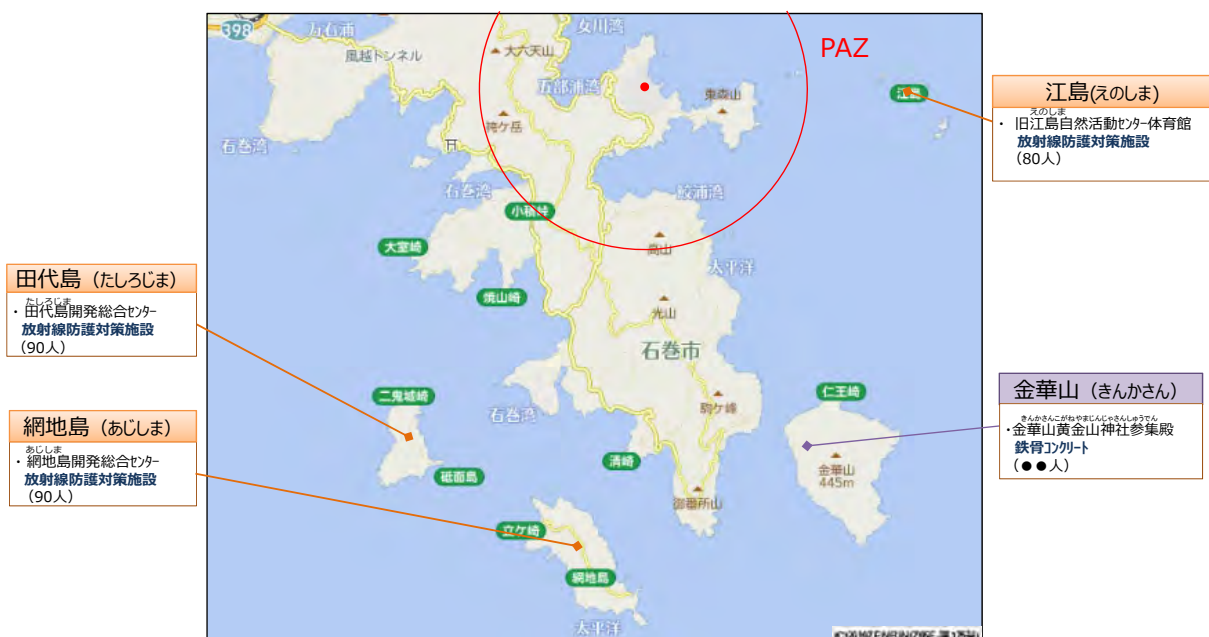 398
万石浦
風越トンネル
女川湾
大六天山
PAZ
五部浦湾
東森山
江島
石巻湾
石巻湾
鮫浦湾
小積峠
大室崎
高山
太平洋
焼山崎
光山
石巻市
二鬼城崎
石巻湾
駒ケ峰
仁王崎
清崎
砥面島
金華山
445m
御番所山
立ケ崎
網地島
太平洋
江島(えのしま)
えのしま
・ 旧江島自然活動センター体育館
放射線防護対策施設
(80人)
田代島 (たしろじま)
たしろじま
・ 田代島開発総合センター
放射線防護対策施設
(90人)
網地島 (あじしま)
あじしま
・ 網地島開発総合センター
放射線防護対策施設
(90人)
金華山 (きんかさん)
きんかさんこがねやまじんじゃさんしゅうでん
・金華山黄金山神社参集殿
鉄骨コンクリート
(●●人)